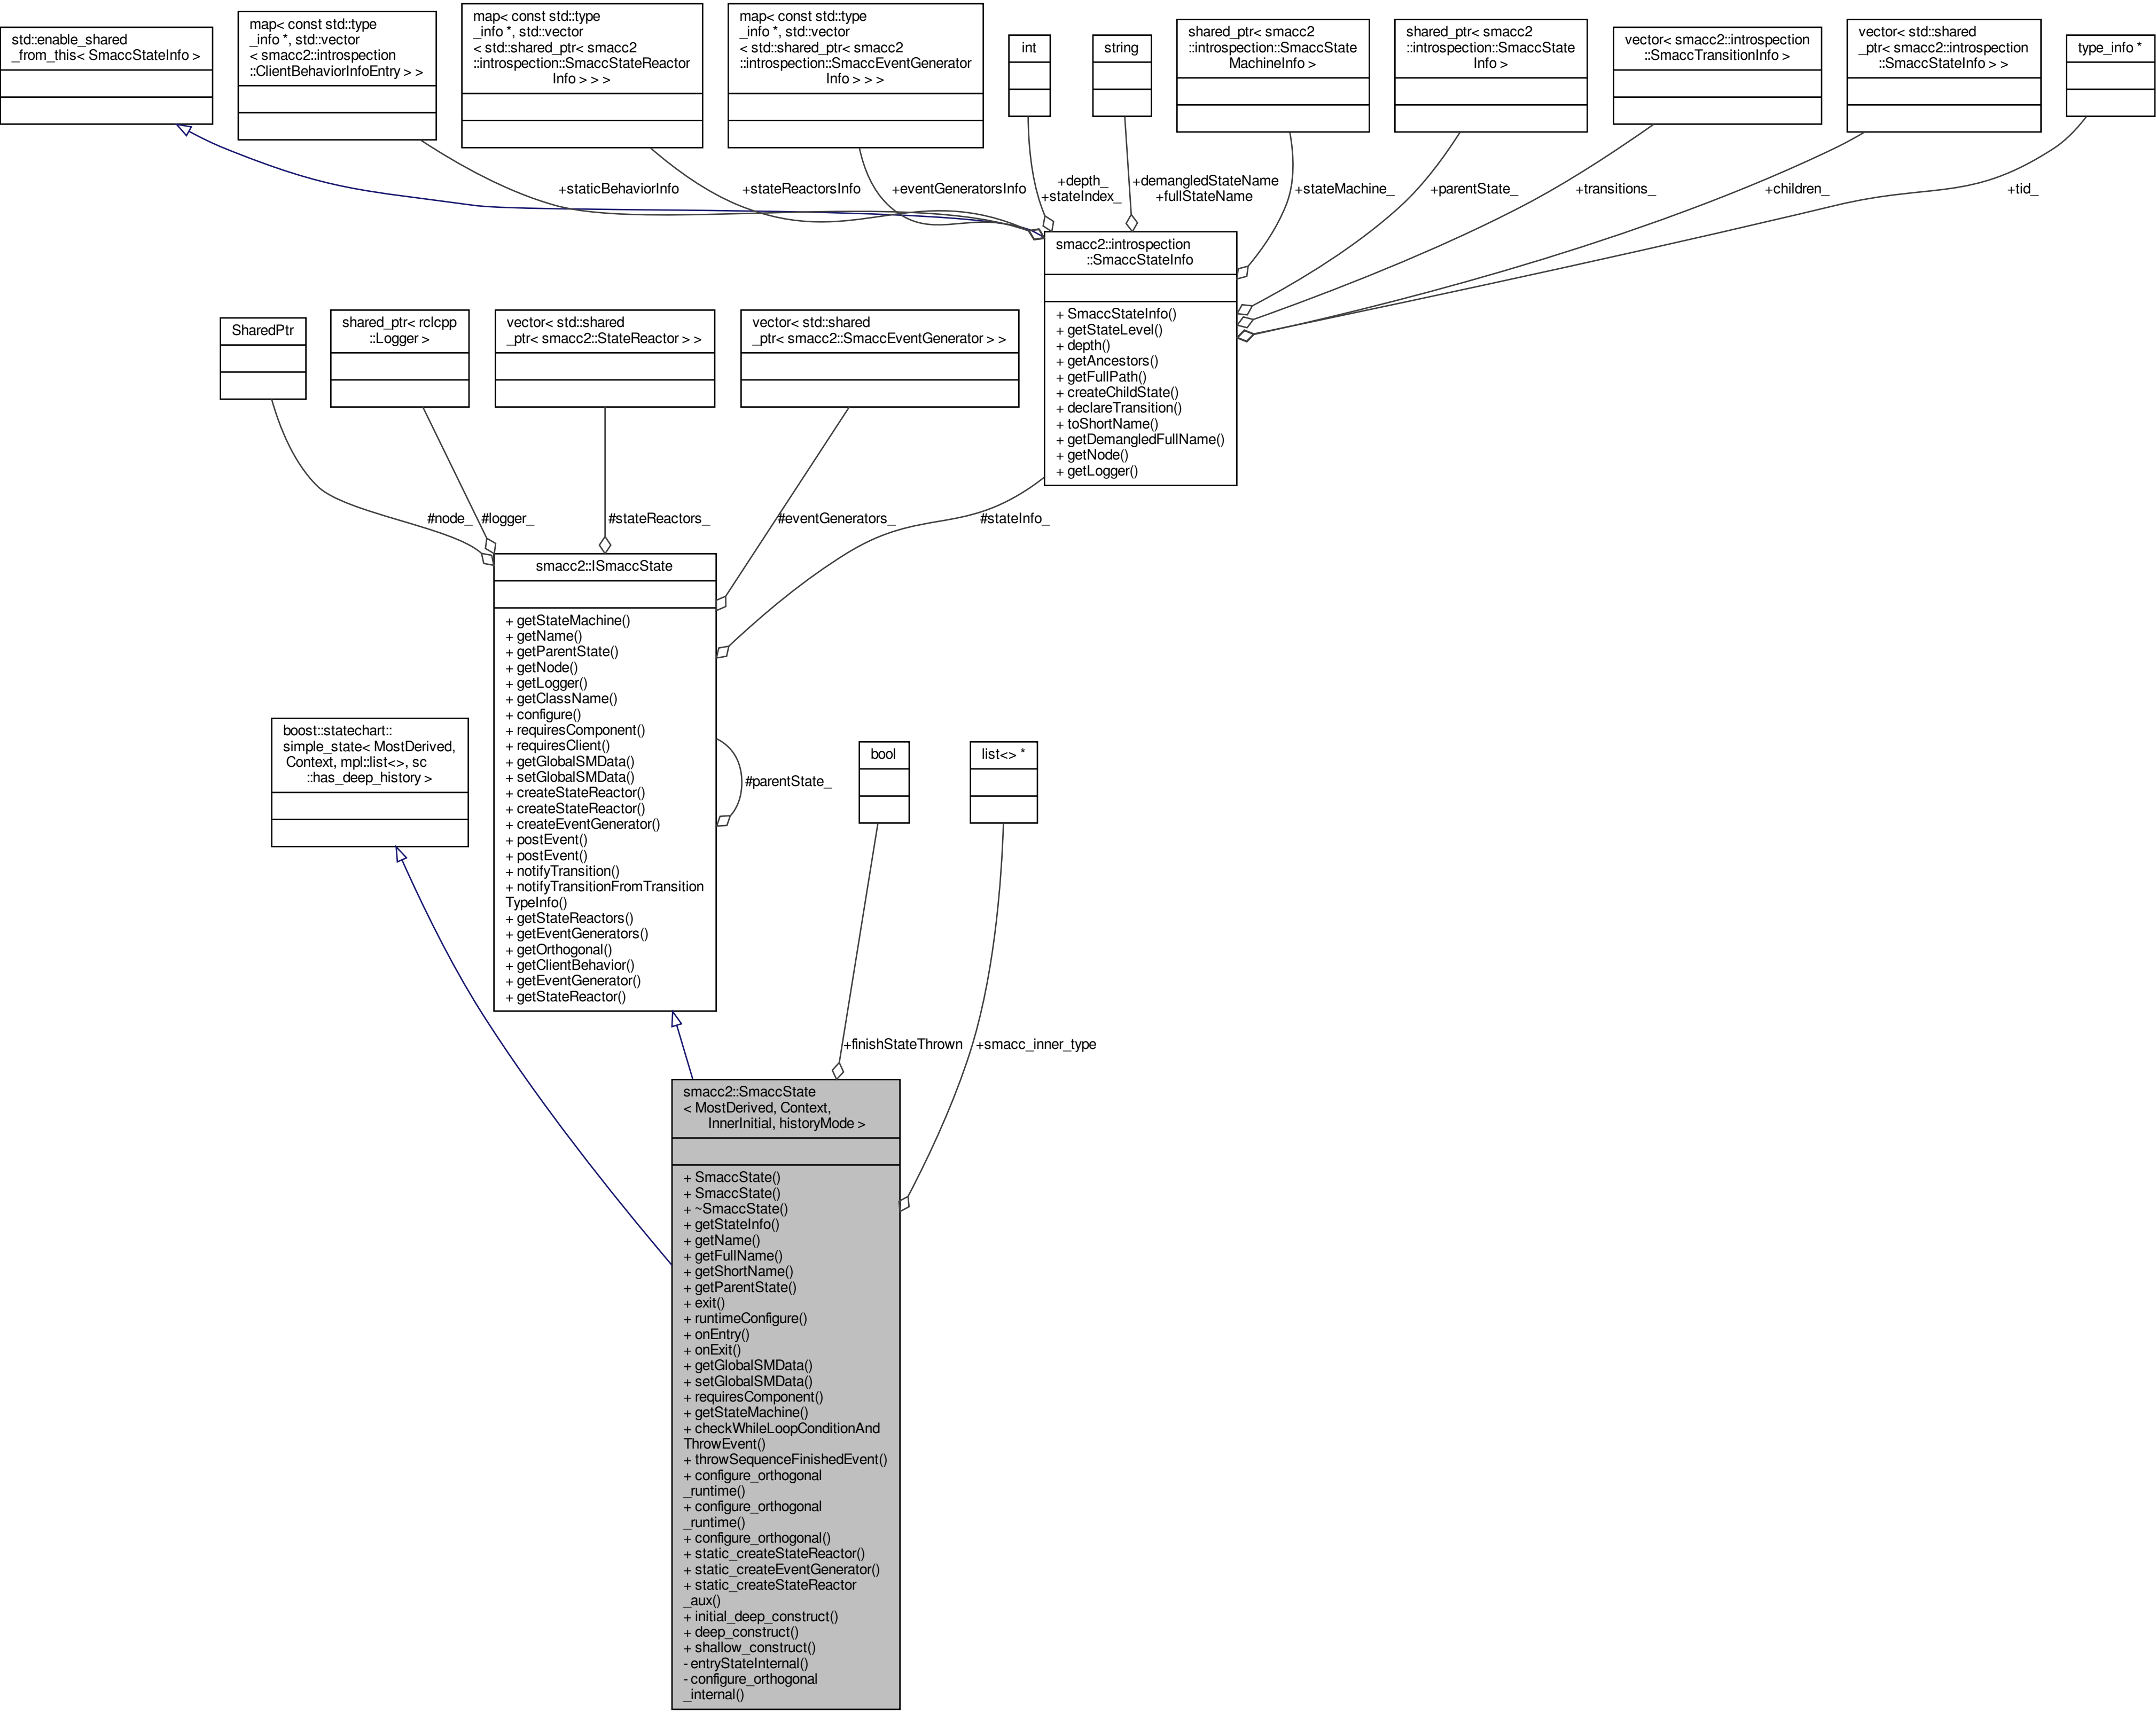 std::enable_shared
_from_this< SmaccStateInfo >
map< const std::type
_info *, std::vector
< smacc2::introspection
::ClientBehaviorInfoEntry > >
map< const std::type
_info *, std::vector
< std::shared_ptr< smacc2
::introspection::SmaccStateReactor
Info > > >
map< const std::type
_info *, std::vector
< std::shared_ptr< smacc2
::introspection::SmaccEventGenerator
Info > > >
int
string
shared_ptr< smacc2
::introspection::SmaccState
MachineInfo >
shared_ptr< smacc2
::introspection::SmaccState
Info >
vector< smacc2::introspection
::SmaccTransitionInfo >
vector< std::shared
_ptr< smacc2::introspection
::SmaccStateInfo > >
type_info *
+staticBehaviorInfo
+stateReactorsInfo
+eventGeneratorsInfo
+depth_
+stateIndex_
+demangledStateName
+fullStateName
+stateMachine_
+parentState_
+transitions_
+children_
+tid_
smacc2::introspection
::SmaccStateInfo
+ SmaccStateInfo()
+ getStateLevel()
+ depth()
+ getAncestors()
+ getFullPath()
+ createChildState()
+ declareTransition()
+ toShortName()
+ getDemangledFullName()
+ getNode()
+ getLogger()
SharedPtr
shared_ptr< rclcpp
::Logger >
vector< std::shared
_ptr< smacc2::StateReactor > >
vector< std::shared
_ptr< smacc2::SmaccEventGenerator > >
#node_
#logger_
#stateReactors_
#eventGenerators_
#stateInfo_
smacc2::ISmaccState
+ getStateMachine()
+ getName()
+ getParentState()
+ getNode()
+ getLogger()
+ getClassName()
+ configure()
+ requiresComponent()
+ requiresClient()
+ getGlobalSMData()
+ setGlobalSMData()
+ createStateReactor()
+ createStateReactor()
+ createEventGenerator()
+ postEvent()
+ postEvent()
+ notifyTransition()
+ notifyTransitionFromTransition
TypeInfo()
+ getStateReactors()
+ getEventGenerators()
+ getOrthogonal()
+ getClientBehavior()
+ getEventGenerator()
+ getStateReactor()
#parentState_
boost::statechart::
simple_state< MostDerived,
Context, mpl::list<>, sc
::has_deep_history >
bool
list<> *
+finishStateThrown
+smacc_inner_type
smacc2::SmaccState
< MostDerived, Context,
InnerInitial, historyMode >
+ SmaccState()
+ SmaccState()
+ ~SmaccState()
+ getStateInfo()
+ getName()
+ getFullName()
+ getShortName()
+ getParentState()
+ exit()
+ runtimeConfigure()
+ onEntry()
+ onExit()
+ getGlobalSMData()
+ setGlobalSMData()
+ requiresComponent()
+ getStateMachine()
+ checkWhileLoopConditionAnd
ThrowEvent()
+ throwSequenceFinishedEvent()
+ configure_orthogonal
_runtime()
+ configure_orthogonal
_runtime()
+ configure_orthogonal()
+ static_createStateReactor()
+ static_createEventGenerator()
+ static_createStateReactor
_aux()
+ initial_deep_construct()
+ deep_construct()
+ shallow_construct()
- entryStateInternal()
- configure_orthogonal
_internal()